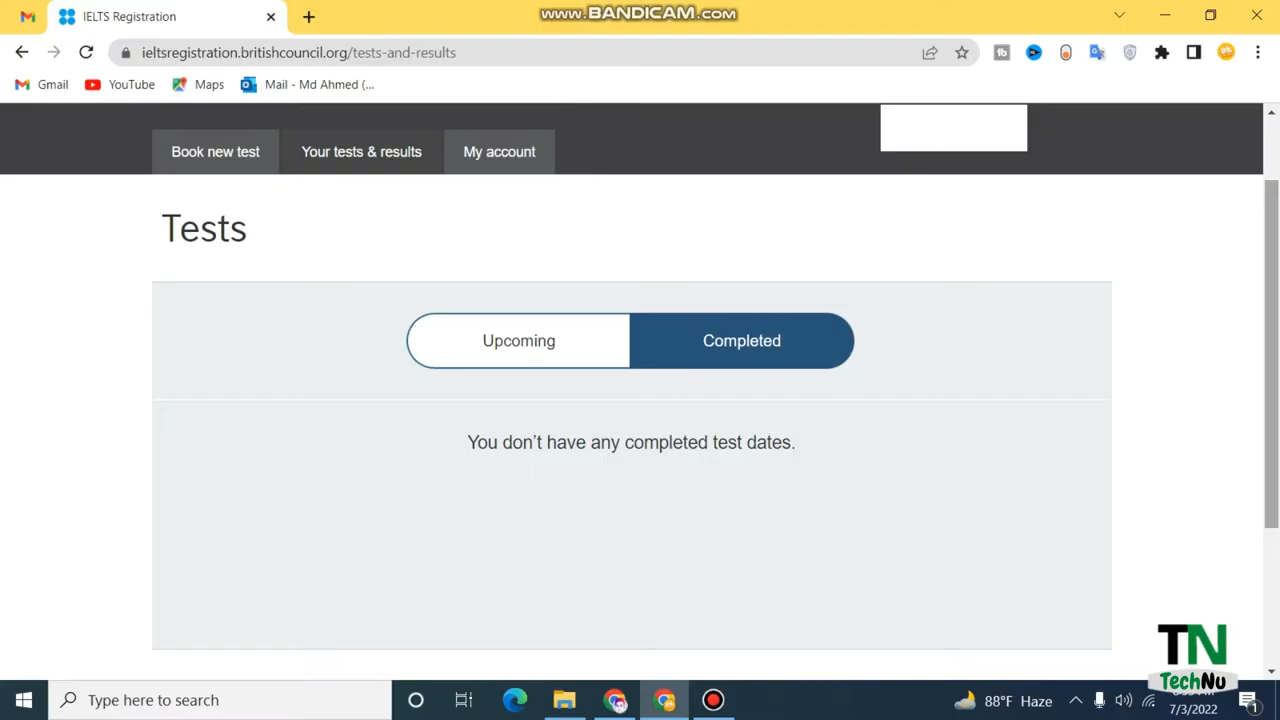 IELTS Registration
www.BANDICAM.com
ieltsregistration.britishcouncil.org/tests-and-results
Gmail
YouTube
Maps
Mail - Md Ahmed (...
Book new test
Your tests & results
My account
Tests
Upcoming
Completed
You don't have any completed test dates.
TN
TechNu
Type here to search
88°F Haze
7/3/2022
1